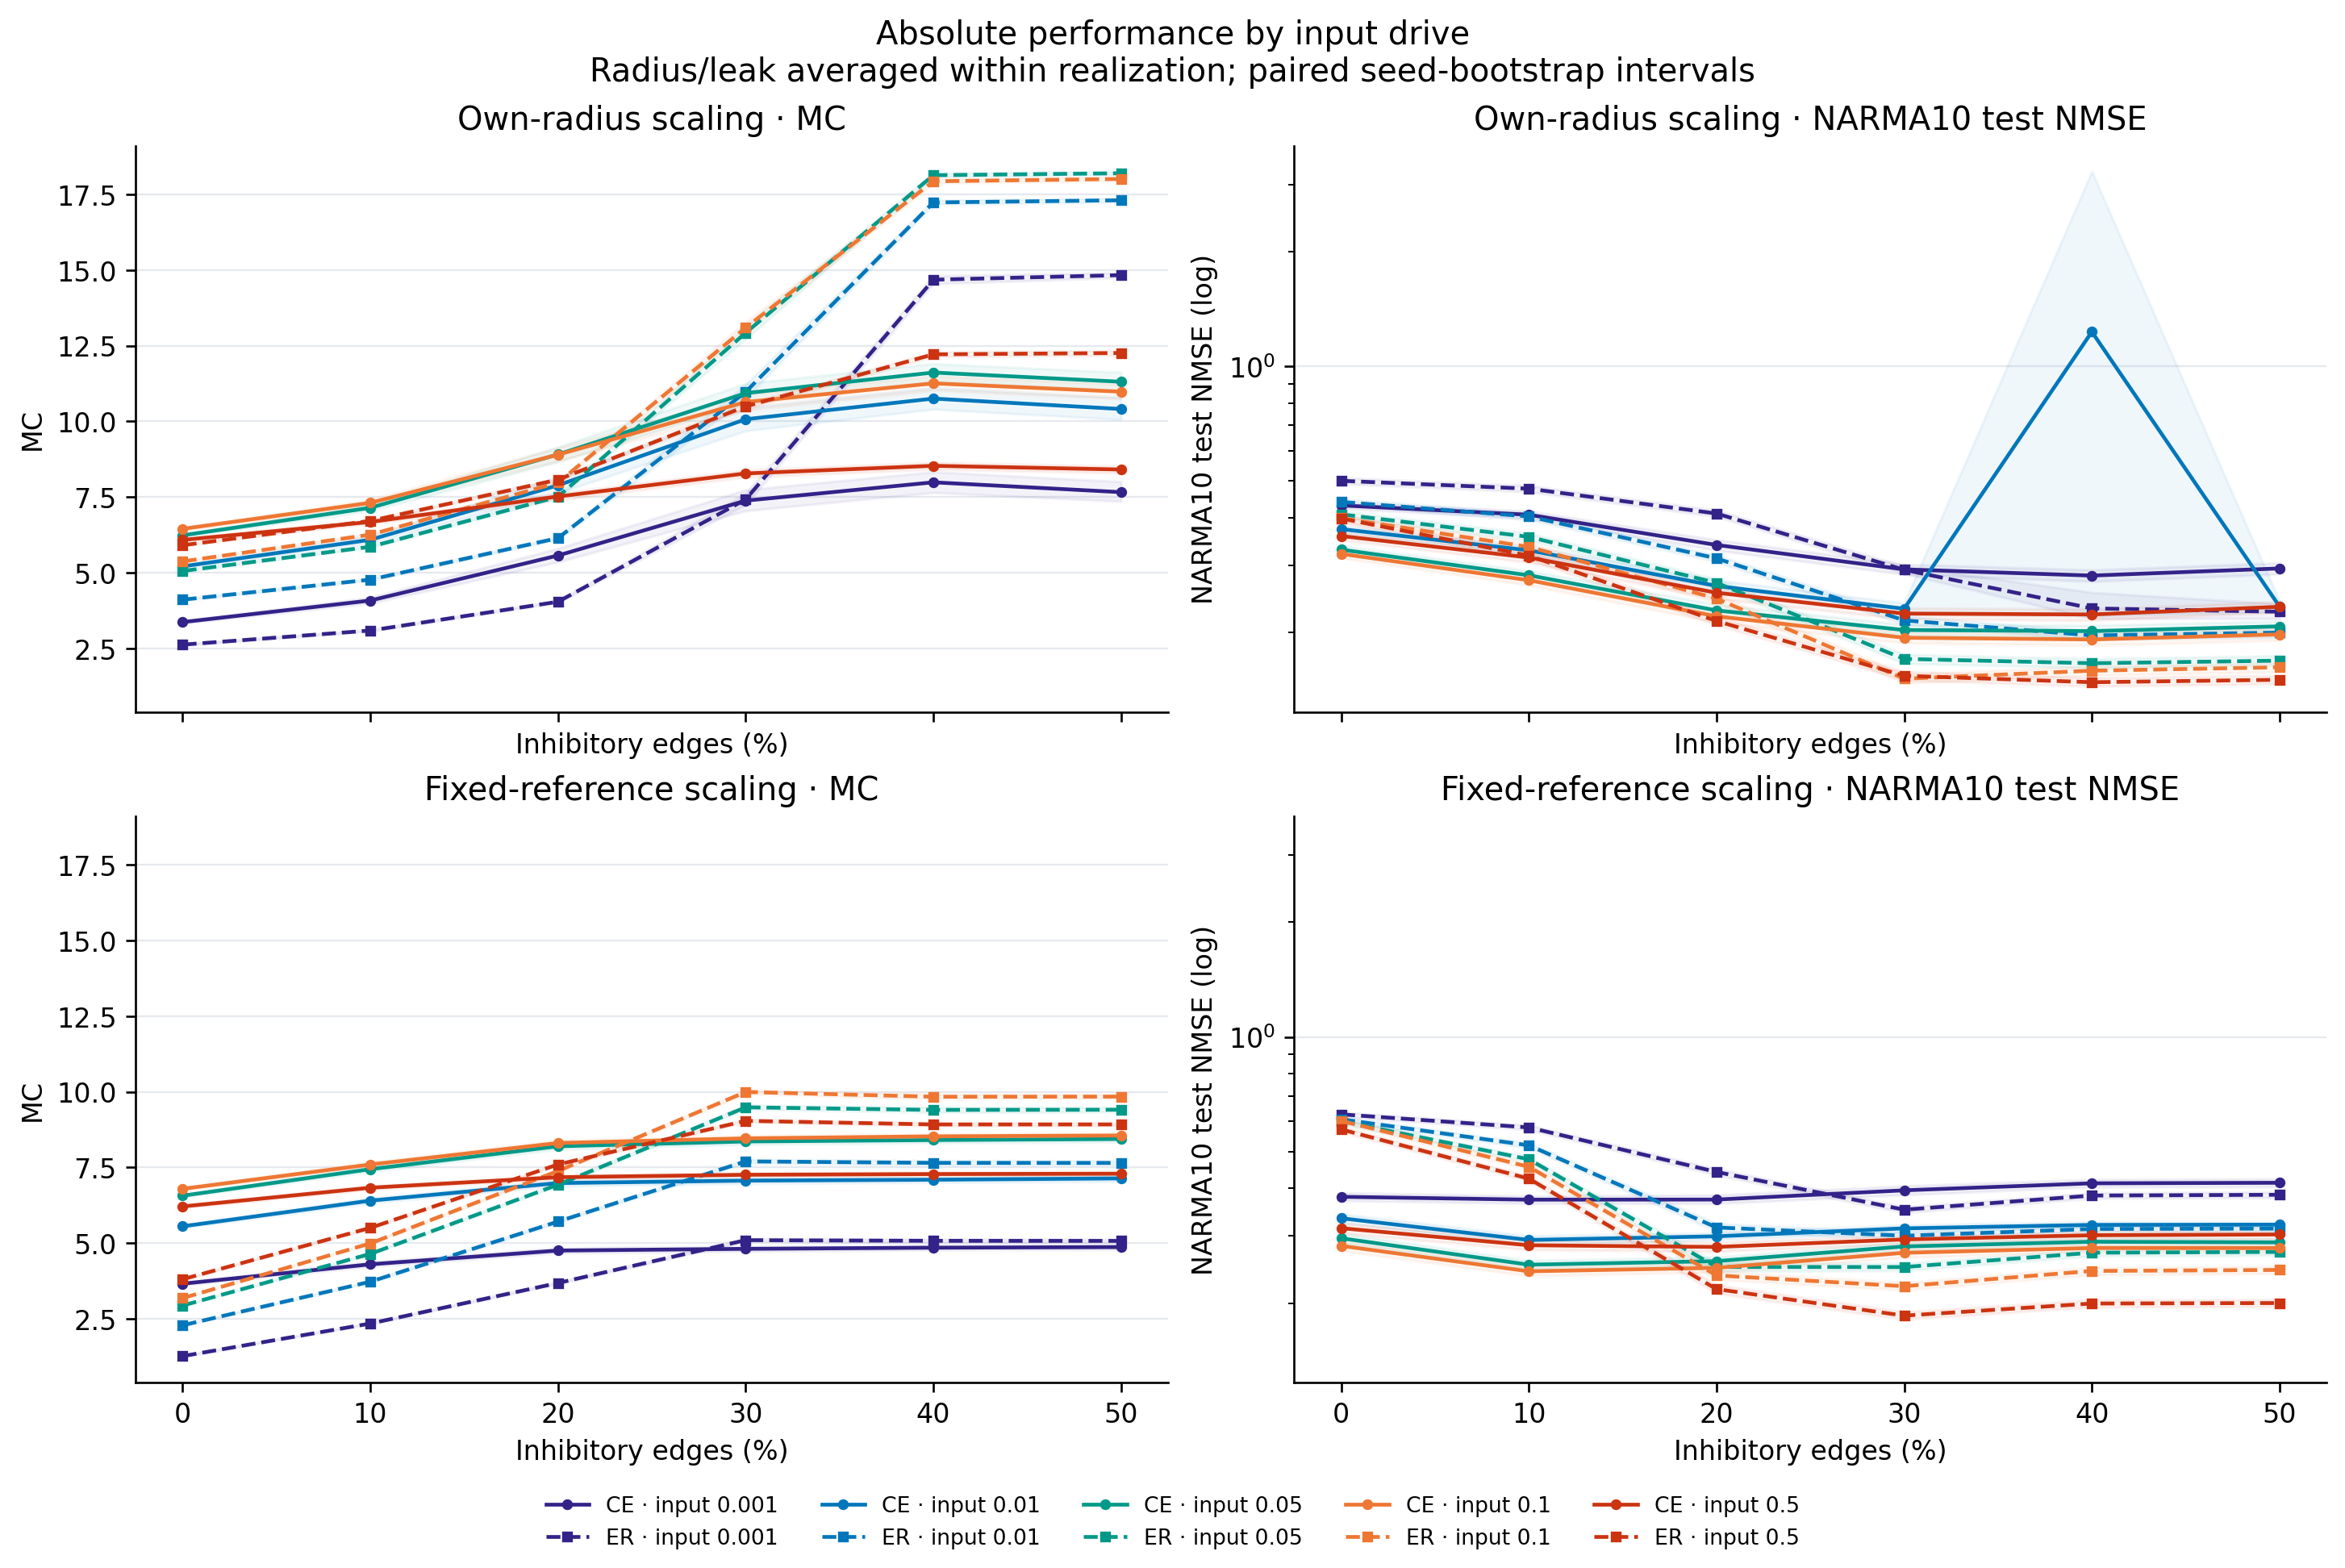 Absolute performance by input drive
Radius/leak averaged within realization; paired seed-bootstrap intervals
Own-radius scaling · MC
MC
17.5
15.0
12.5
10.0
7.5
5.0
2.5
Inhibitory edges (%)
Own-radius scaling · NARMA10 test NMSE
NARMA10 test NMSE (log)
10⁰
Inhibitory edges (%)
Fixed-reference scaling · MC
MC
17.5
15.0
12.5
10.0
7.5
5.0
2.5
0 10 20 30 40 50
Inhibitory edges (%)
Fixed-reference scaling · NARMA10 test NMSE
NARMA10 test NMSE (log)
10⁰
0 10 20 30 40 50
Inhibitory edges (%)
CE · input 0.001 CE · input 0.01 CE · input 0.05 CE · input 0.1 CE · input 0.5
ER · input 0.001 ER · input 0.01 ER · input 0.05 ER · input 0.1 ER · input 0.5